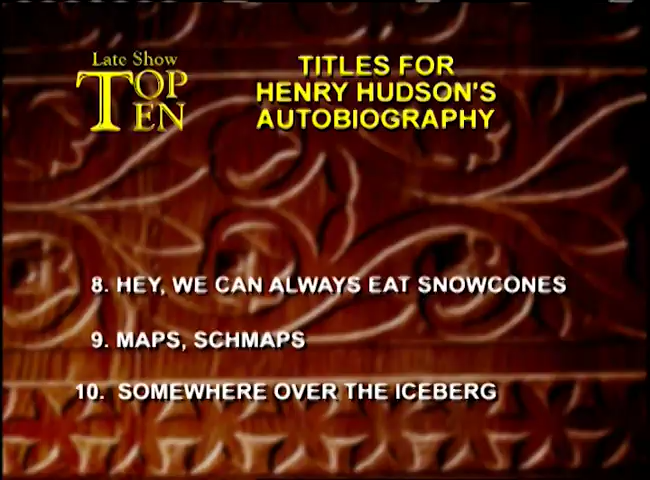 Late Show
TOP
TEN
TITLES FOR
HENRY HUDSON'S
AUTOBIOGRAPHY
8. HEY, WE CAN ALWAYS EAT SNOWCONES
9. MAPS, SCHMAPS
10. SOMEWHERE OVER THE ICEBERG